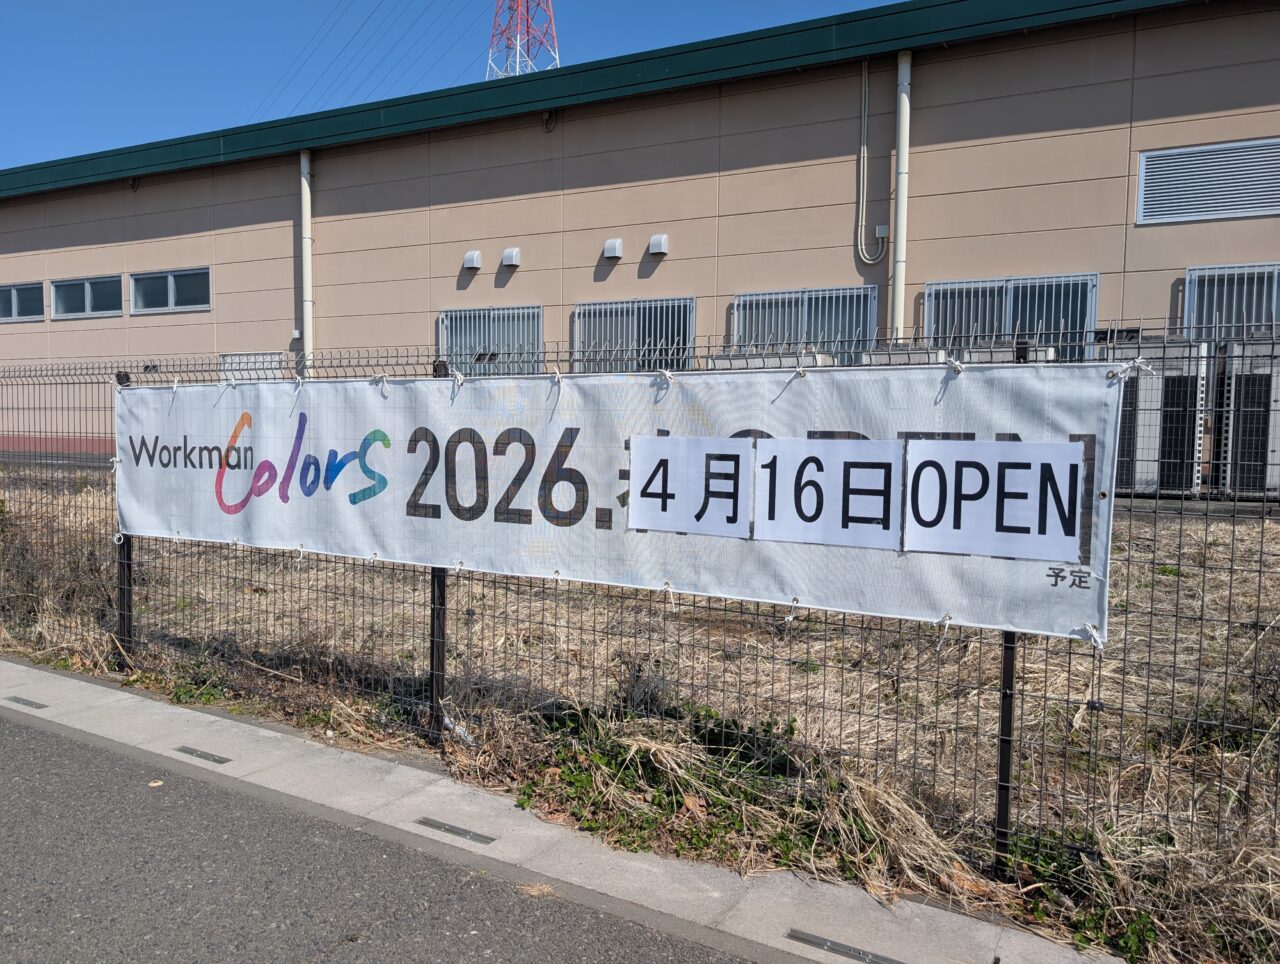 Workman Colors 2026. 4月16日OPEN
予定